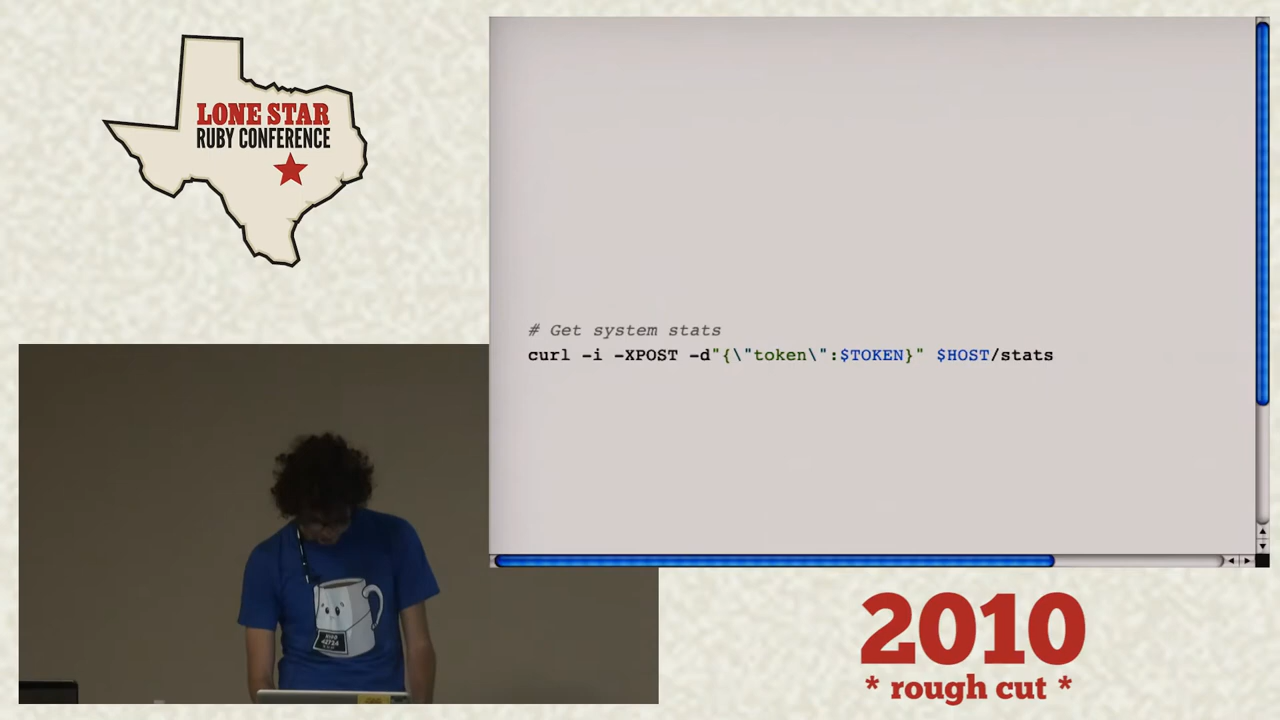 LONE STAR
RUBY CONFERENCE
# Get system stats
curl -i -XPOST -d"{\"token\":$TOKEN}" $HOST/stats
2010
* rough cut *